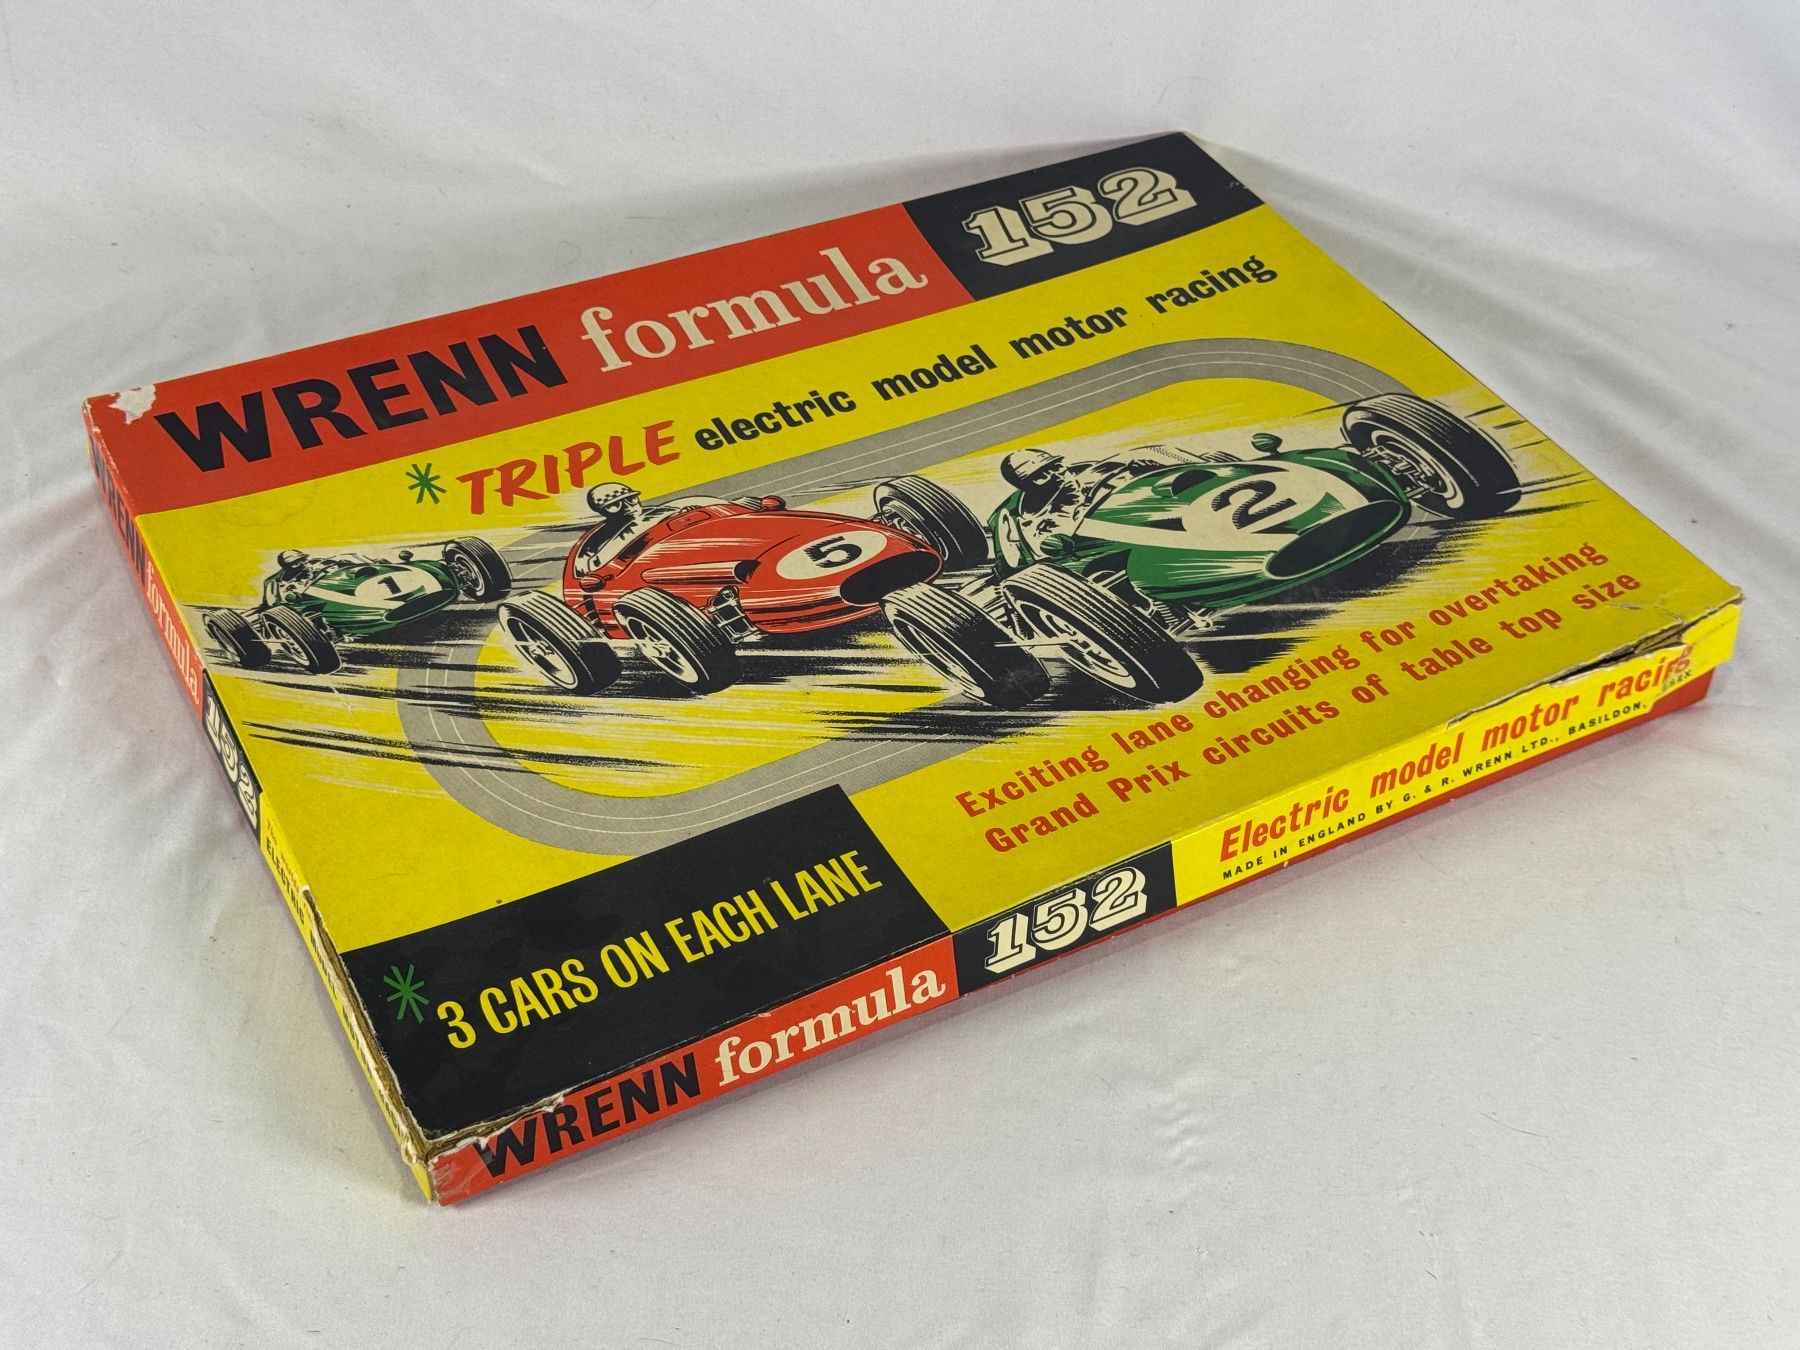 WRENN formula 152
* TRIPLE electric model motor racing
1
5
2
Exciting lane changing for overtaking
Grand Prix circuits of table top size
* 3 CARS ON EACH LANE
WRENN formula 152
Electric model motor racing
MADE IN ENGLAND BY G. & R. WRENN LTD., BASILDON,
WRENN formula 152
ELECTRIC